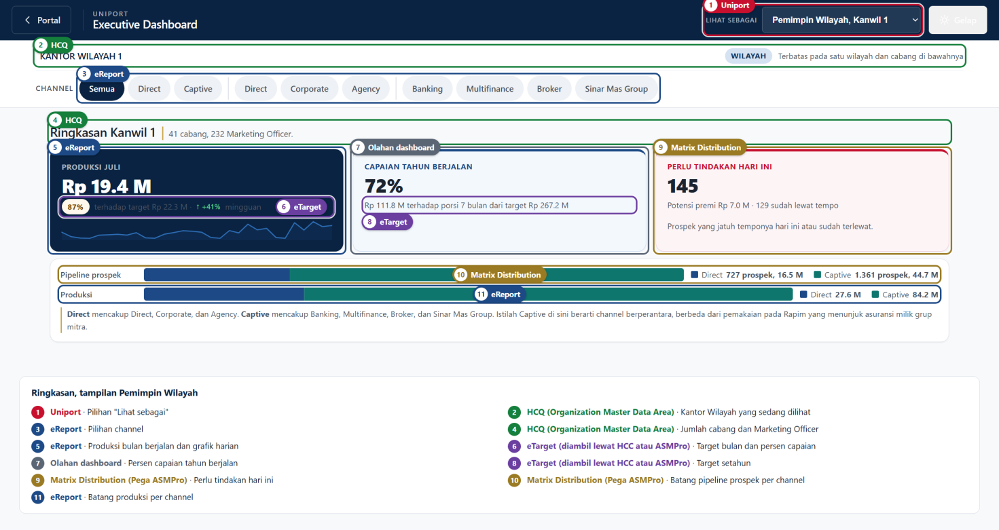 Portal
UNIPORT
Executive Dashboard
1 Uniport
LIHAT SEBAGAI
Pemimpin Wilayah, Kanwil 1
Gelap
2 HCQ
KANTOR WILAYAH 1
WILAYAH
Terbatas pada satu wilayah dan cabang di bawahnya
3 eReport
CHANNEL
Semua
Direct
Captive
Direct
Corporate
Agency
Banking
Multifinance
Broker
Sinar Mas Group
4 HCQ
Ringkasan Kanwil 1
41 cabang, 232 Marketing Officer.
5 eReport
PRODUKSI JULI
Rp 19.4 M
87% terhadap target Rp 22.3 M · ↑ +41% mingguan
6 eTarget
7 Olahan dashboard
CAPAIAN TAHUN BERJALAN
72%
Rp 111.8 M terhadap porsi 7 bulan dari target Rp 267.2 M
8 eTarget
9 Matrix Distribution
PERLU TINDAKAN HARI INI
145
Potensi premi Rp 7.0 M · 129 sudah lewat tempo
Prospek yang jatuh temponya hari ini atau sudah terlewat.
Pipeline prospek
10 Matrix Distribution
Direct 727 prospek, 16.5 M
Captive 1.361 prospek, 44.7 M
Produksi
11 eReport
Direct 27.6 M
Captive 84.2 M
Direct mencakup Direct, Corporate, dan Agency. Captive mencakup Banking, Multifinance, Broker, dan Sinar Mas Group. Istilah Captive di sini berarti channel berperantara, berbeda dari pemakaian pada Rapim yang menunjuk asuransi milik grup
mitra.
Ringkasan, tampilan Pemimpin Wilayah
1 Uniport · Pilihan "Lihat sebagai"
2 HCQ (Organization Master Data Area) · Kantor Wilayah yang sedang dilihat
3 eReport · Pilihan channel
4 HCQ (Organization Master Data Area) · Jumlah cabang dan Marketing Officer
5 eReport · Produksi bulan berjalan dan grafik harian
6 eTarget (diambil lewat HCC atau ASMPro) · Target bulan dan persen capaian
7 Olahan dashboard · Persen capaian tahun berjalan
8 eTarget (diambil lewat HCC atau ASMPro) · Target setahun
9 Matrix Distribution (Pega ASMPro) · Perlu tindakan hari ini
10 Matrix Distribution (Pega ASMPro) · Batang pipeline prospek per channel
11 eReport · Batang produksi per channel